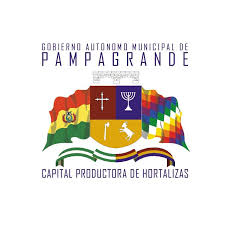 GOBIERNO AUTONOMO MUNICIPAL DE
PAMPAGRANDE
CAPITAL PRODUCTORA DE HORTALIZAS